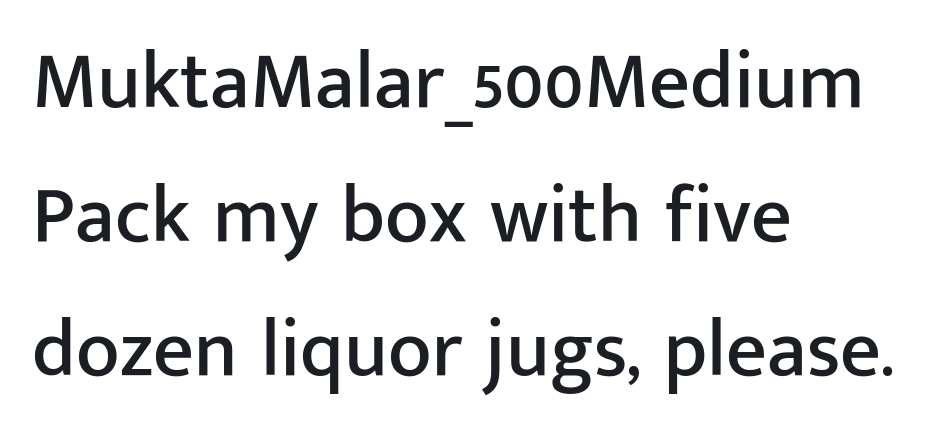 MuktaMalar_500Medium
Pack my box with five
dozen liquor jugs, please.